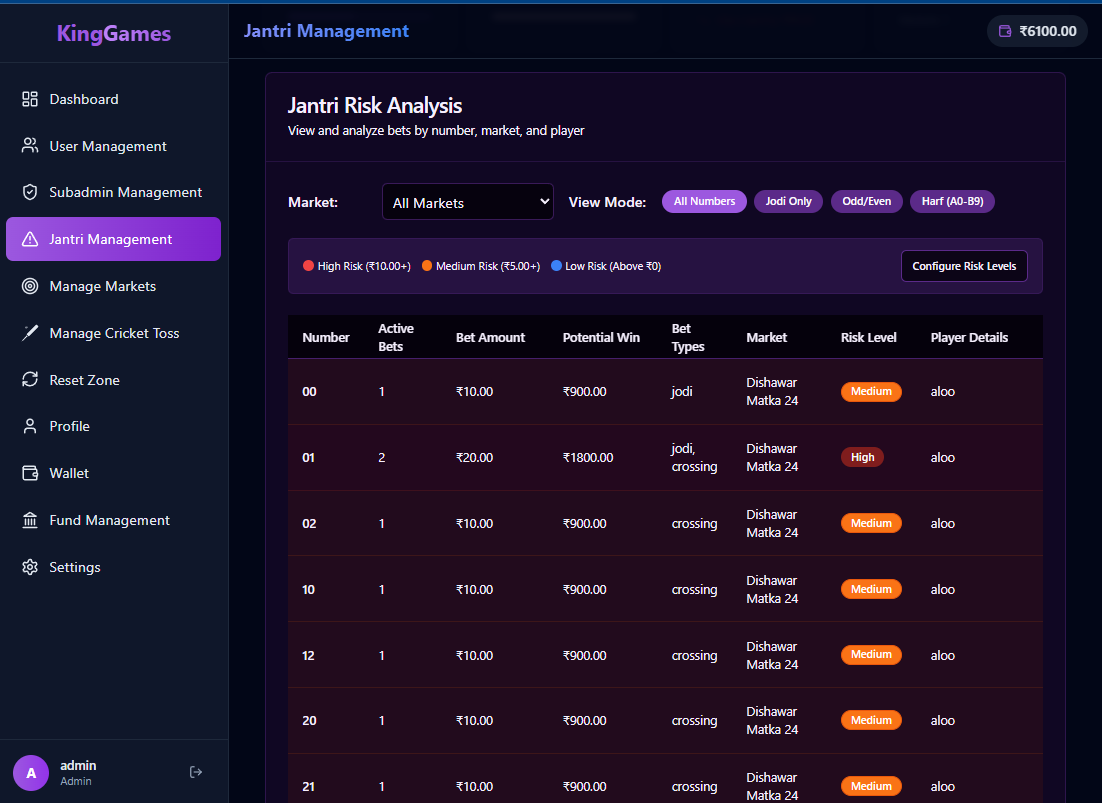 KingGames
Jantri Management
₹6100.00
Dashboard
User Management
Subadmin Management
Jantri Management
Manage Markets
Manage Cricket Toss
Reset Zone
Profile
Wallet
Fund Management
Settings
A
admin
Admin
Jantri Risk Analysis
View and analyze bets by number, market, and player
Market: All Markets View Mode: All Numbers Jodi Only Odd/Even Harf (A0-B9)
High Risk (₹10.00+) Medium Risk (₹5.00+) Low Risk (Above ₹0) Configure Risk Levels
Number Active Bets Bet Amount Potential Win Bet Types Market Risk Level Player Details
00 1 ₹10.00 ₹900.00 jodi Dishawar Matka 24 Medium aloo
01 2 ₹20.00 ₹1800.00 jodi, crossing Dishawar Matka 24 High aloo
02 1 ₹10.00 ₹900.00 crossing Dishawar Matka 24 Medium aloo
10 1 ₹10.00 ₹900.00 crossing Dishawar Matka 24 Medium aloo
12 1 ₹10.00 ₹900.00 crossing Dishawar Matka 24 Medium aloo
20 1 ₹10.00 ₹900.00 crossing Dishawar Matka 24 Medium aloo
21 1 ₹10.00 ₹900.00 crossing Dishawar Matka 24 Medium aloo